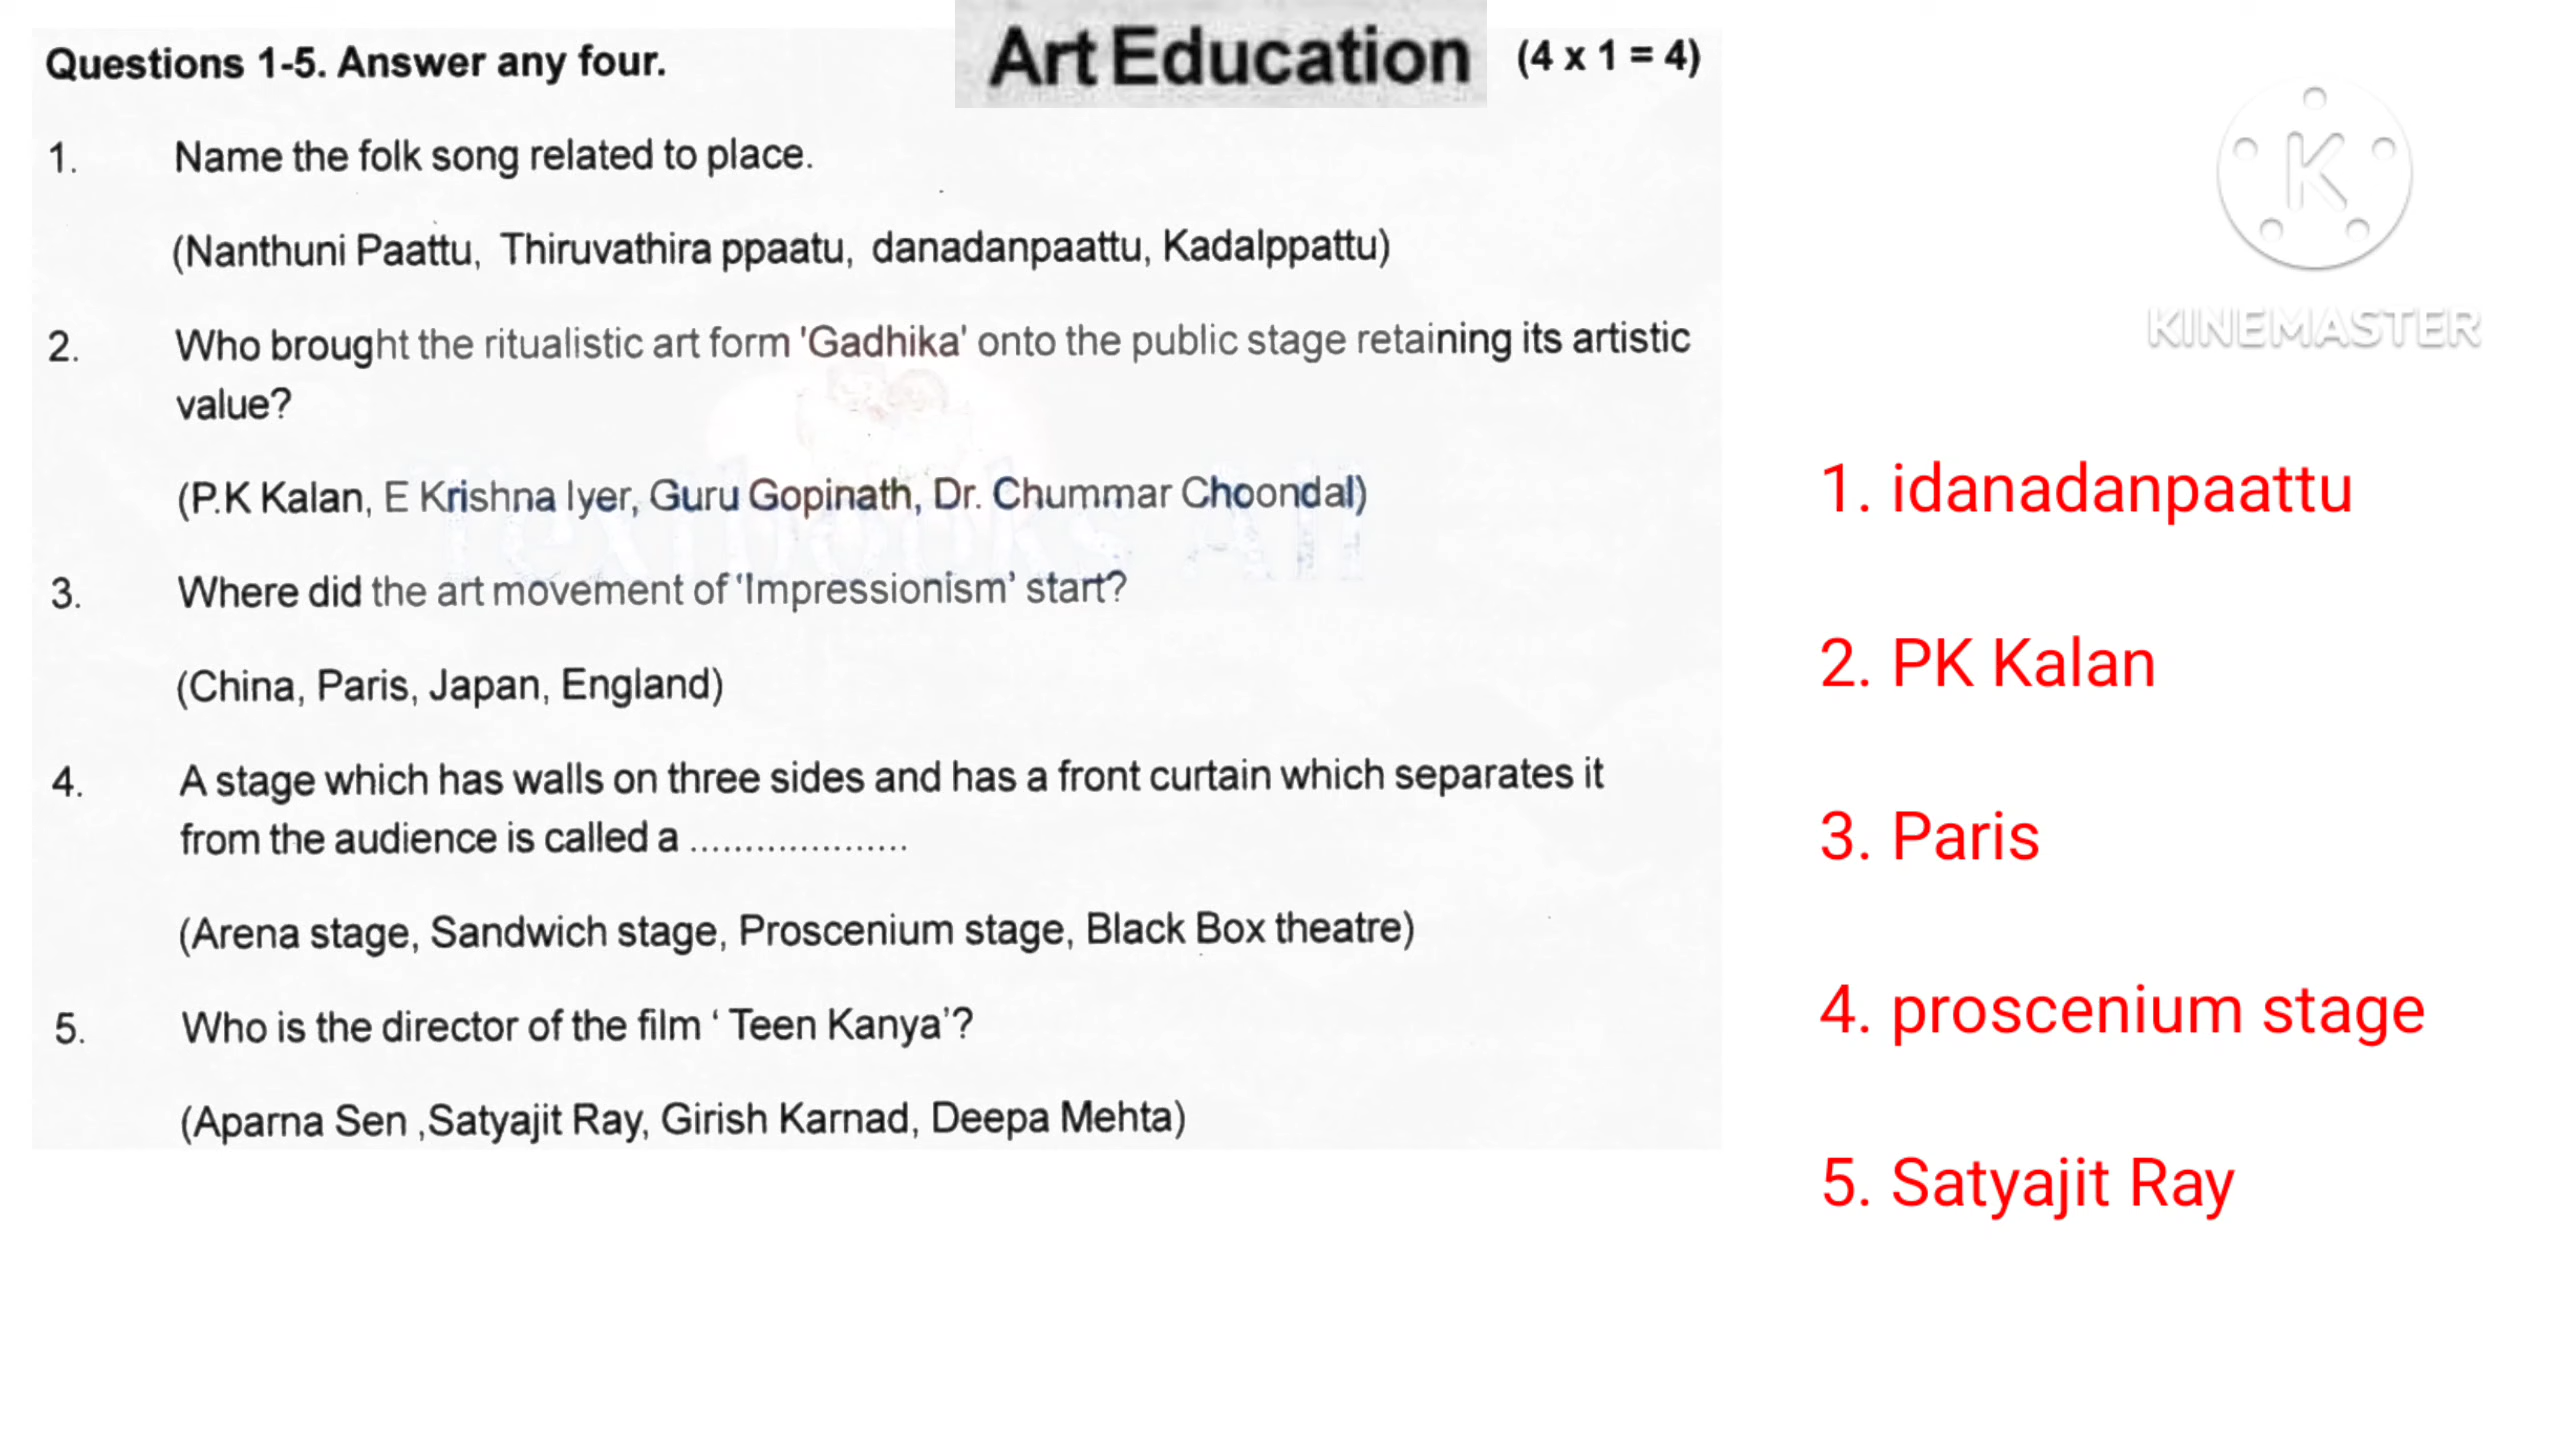 Art Education
Questions 1-5. Answer any four. (4 x 1 = 4)
1. Name the folk song related to place.
(Nanthuni Paattu, Thiruvathira ppaatu, danadanpaattu, Kadalppattu)
2. Who brought the ritualistic art form 'Gadhika' onto the public stage retaining its artistic
value?
(P.K Kalan, E Krishna Iyer, Guru Gopinath, Dr. Chummar Choondal)
3. Where did the art movement of 'Impressionism' start?
(China, Paris, Japan, England)
4. A stage which has walls on three sides and has a front curtain which separates it
from the audience is called a ....................
(Arena stage, Sandwich stage, Proscenium stage, Black Box theatre)
5. Who is the director of the film ‘ Teen Kanya’?
(Aparna Sen ,Satyajit Ray, Girish Karnad, Deepa Mehta)
Textbooks All
K
KINEMASTER
1. idanadanpaattu
2. PK Kalan
3. Paris
4. proscenium stage
5. Satyajit Ray